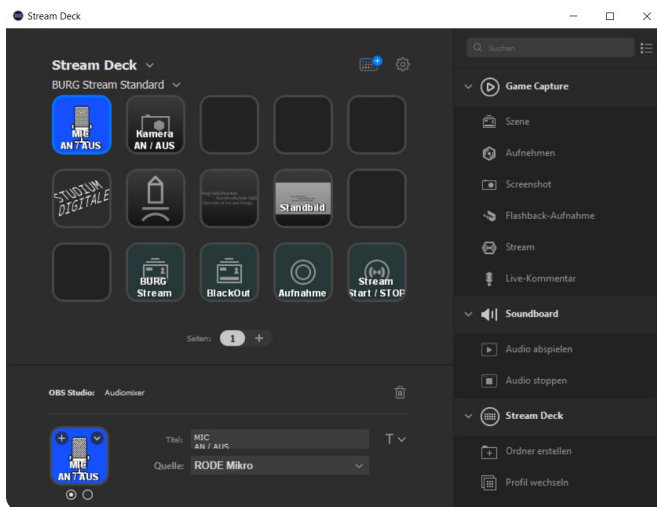 Stream Deck
Stream Deck
BURG Stream Standard
MIC
AN / AUS
Kamera
AN / AUS
STUDIUM
DIGITALE
Standbild
BURG
Stream
BlackOut
Aufnahme
Stream
Start / STOP
Seiten: 1 +
OBS Studio: Audiomixer
MIC
AN / AUS
Titel: MIC
AN / AUS
T
Quelle: RODE Mikro
Suchen
Game Capture
Szene
Aufnehmen
Screenshot
Flashback-Aufnahme
Stream
Live-Kommentar
Soundboard
Audio abspielen
Audio stoppen
Stream Deck
Ordner erstellen
Profil wechseln